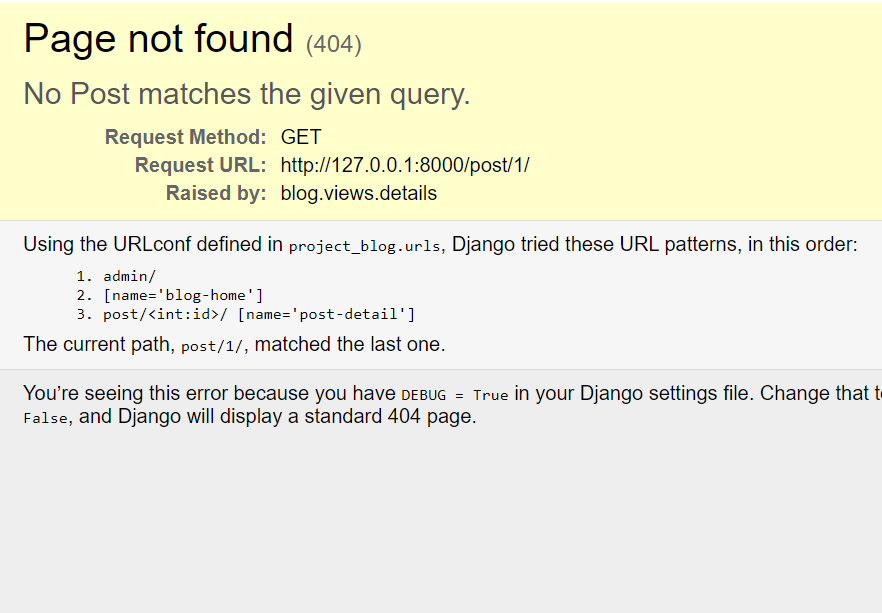 Page not found (404)
No Post matches the given query.
Request Method: GET
Request URL: http://127.0.0.1:8000/post/1/
Raised by: blog.views.details
Using the URLconf defined in project_blog.urls, Django tried these URL patterns, in this order:
1. admin/
2. [name='blog-home']
3. post/<int:id>/ [name='post-detail']
The current path, post/1/, matched the last one.
You’re seeing this error because you have DEBUG = True in your Django settings file. Change that to
False, and Django will display a standard 404 page.